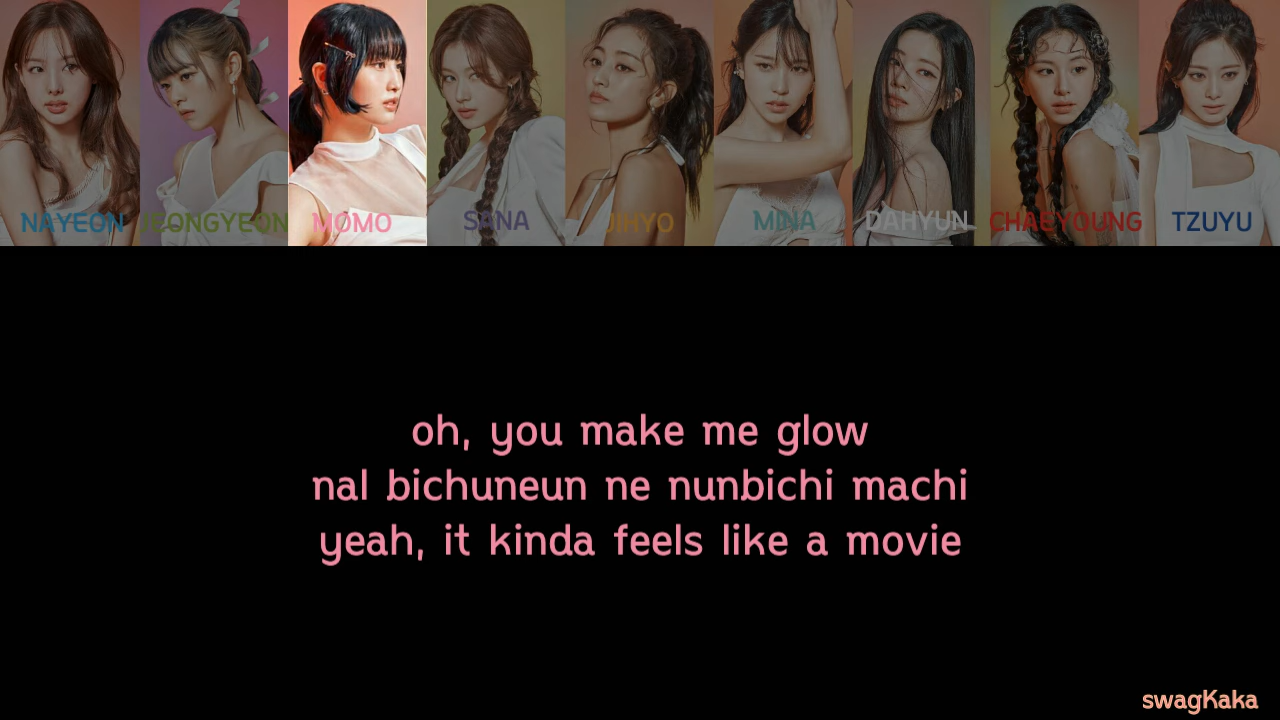 NAYEON JEONGYEON MOMO SANA JIHYO MINA DAHYUN CHAEYOUNG TZUYU
oh, you make me glow
nal bichuneun ne nunbichi machi
yeah, it kinda feels like a movie
swagKaka